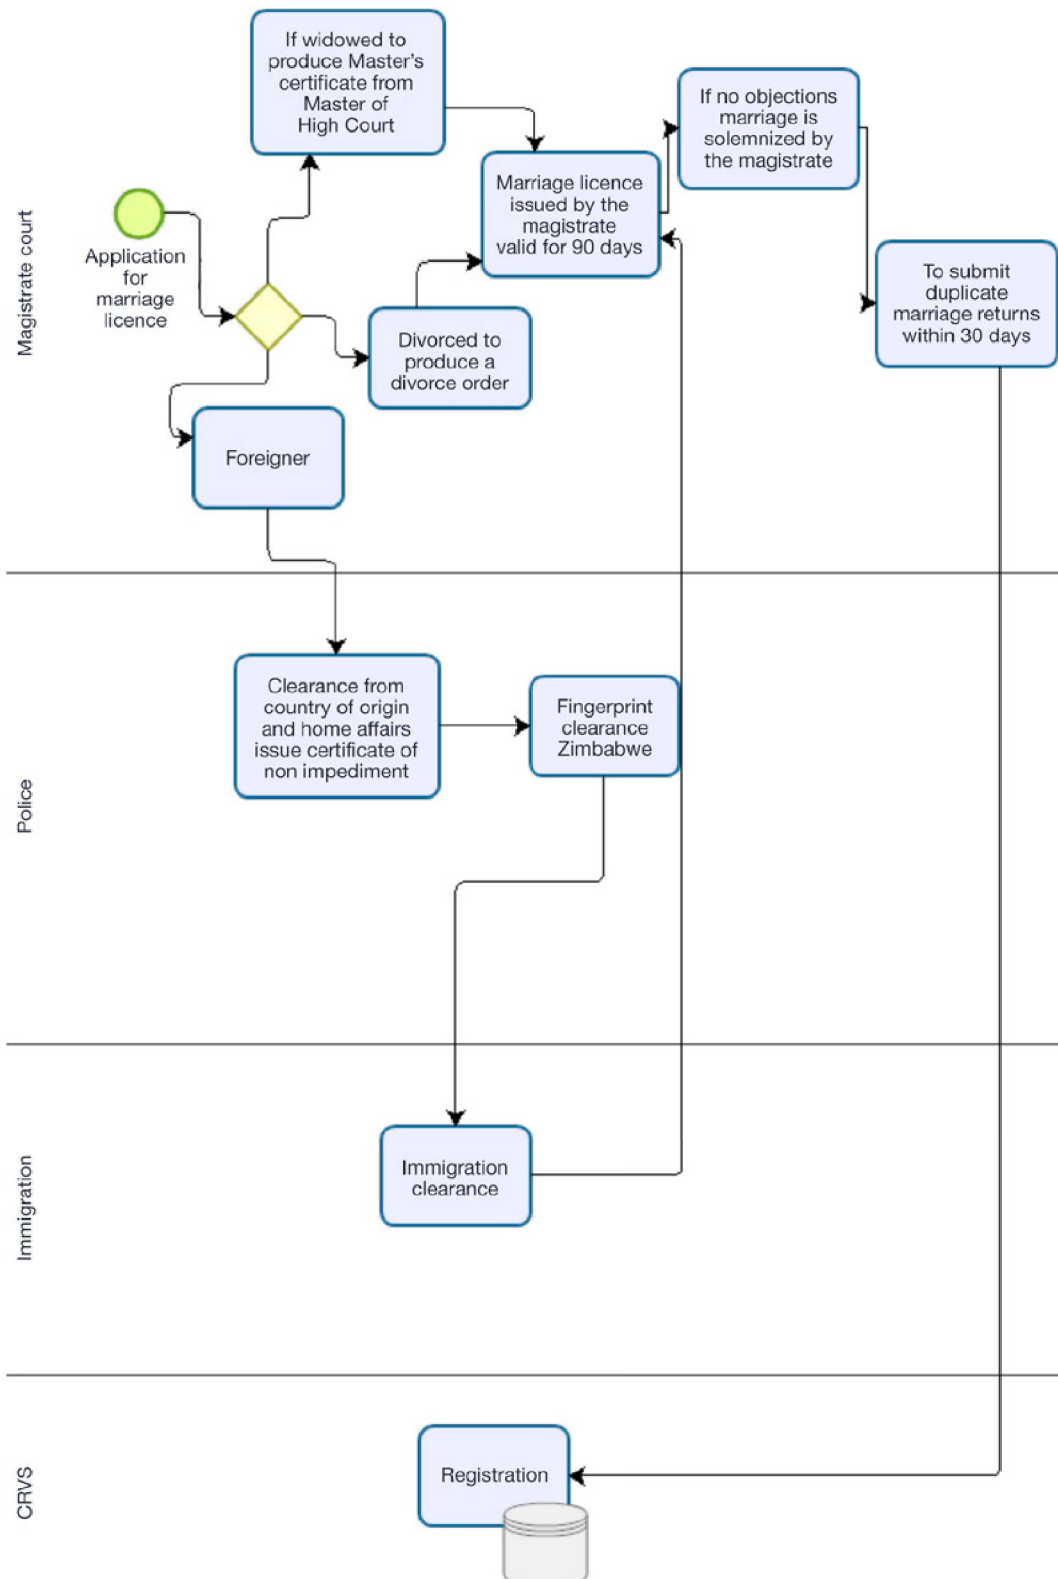 Magistrate court
Application
for
marriage
licence
If widowed to
produce Master's
certificate from
Master of
High Court
Divorced to
produce a
divorce order
Foreigner
Marriage licence
issued by the
magistrate
valid for 90 days
If no objections
marriage is
solemnized by
the magistrate
To submit
duplicate
marriage returns
within 30 days
Police
Clearance from
country of origin
and home affairs
issue certificate of
non impediment
Fingerprint
clearance
Zimbabwe
Immigration
Immigration
clearance
CRVS
Registration